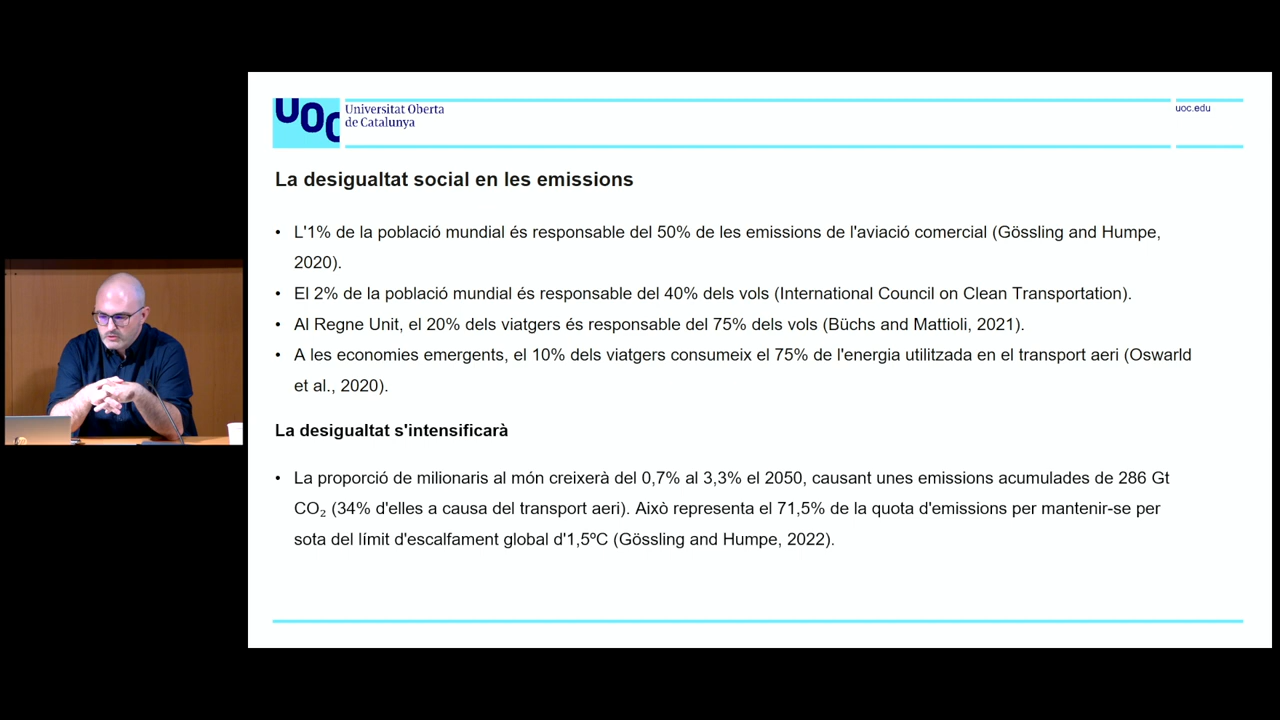 UOC
Universitat Oberta
de Catalunya
uoc.edu
La desigualtat social en les emissions
• L'1% de la població mundial és responsable del 50% de les emissions de l'aviació comercial (Gössling and Humpe,
2020).
• El 2% de la població mundial és responsable del 40% dels vols (International Council on Clean Transportation).
• Al Regne Unit, el 20% dels viatgers és responsable del 75% dels vols (Büchs and Mattioli, 2021).
• A les economies emergents, el 10% dels viatgers consumeix el 75% de l'energia utilitzada en el transport aeri (Oswarld
et al., 2020).
La desigualtat s'intensificarà
• La proporció de milionaris al món creixerà del 0,7% al 3,3% el 2050, causant unes emissions acumulades de 286 Gt
CO₂ (34% d'elles a causa del transport aeri). Això representa el 71,5% de la quota d'emissions per mantenir-se per
sota del límit d'escalfament global d'1,5ºC (Gössling and Humpe, 2022).